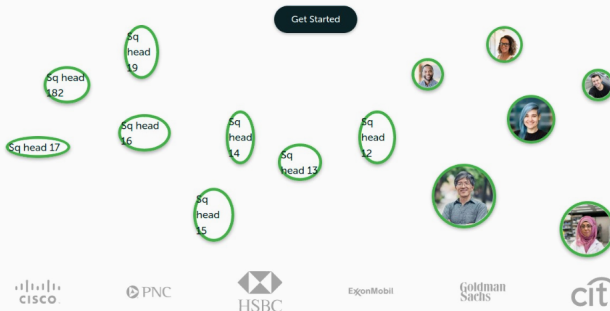 Get Started
Sq
head
19
Sq head
182
Sq head
16
Sq head 17
Sq
head
14
Sq
head
12
Sq
head 13
Sq
head
15
CISCO
PNC
HSBC
ExxonMobil
Goldman
Sachs
citi